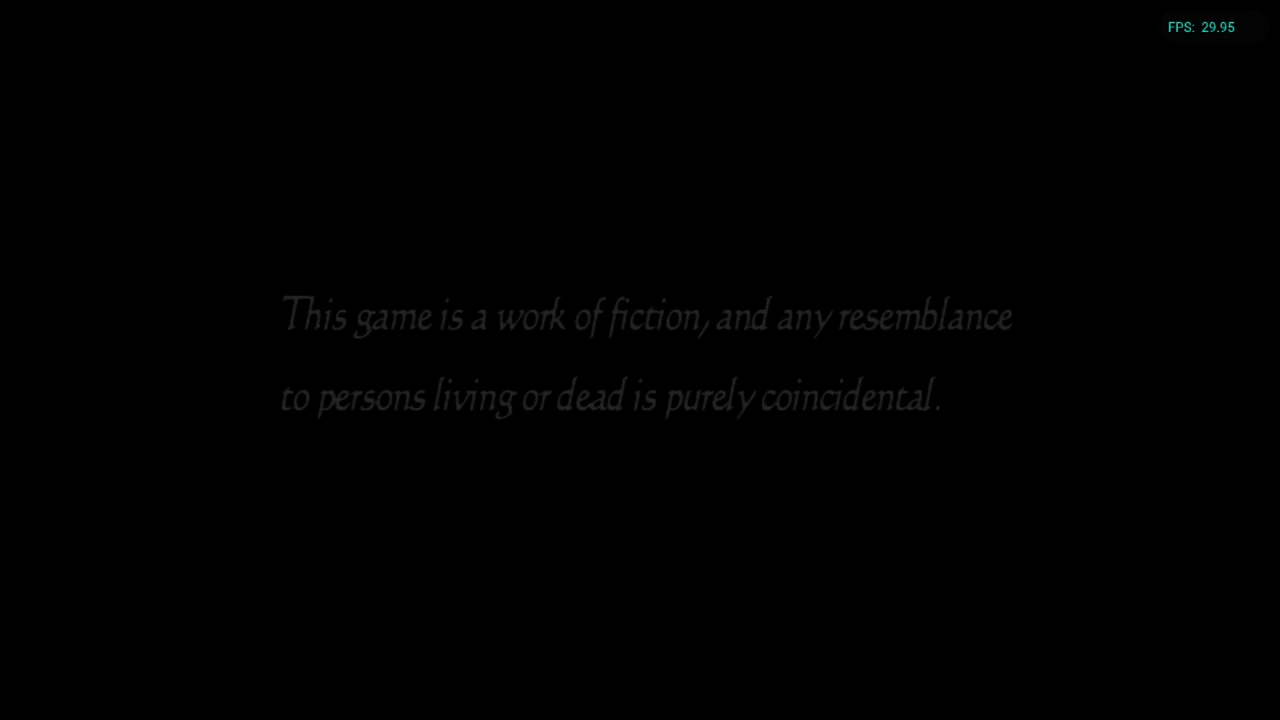 FPS: 29.95
This game is a work of fiction, and any resemblance
to persons living or dead is purely coincidental.